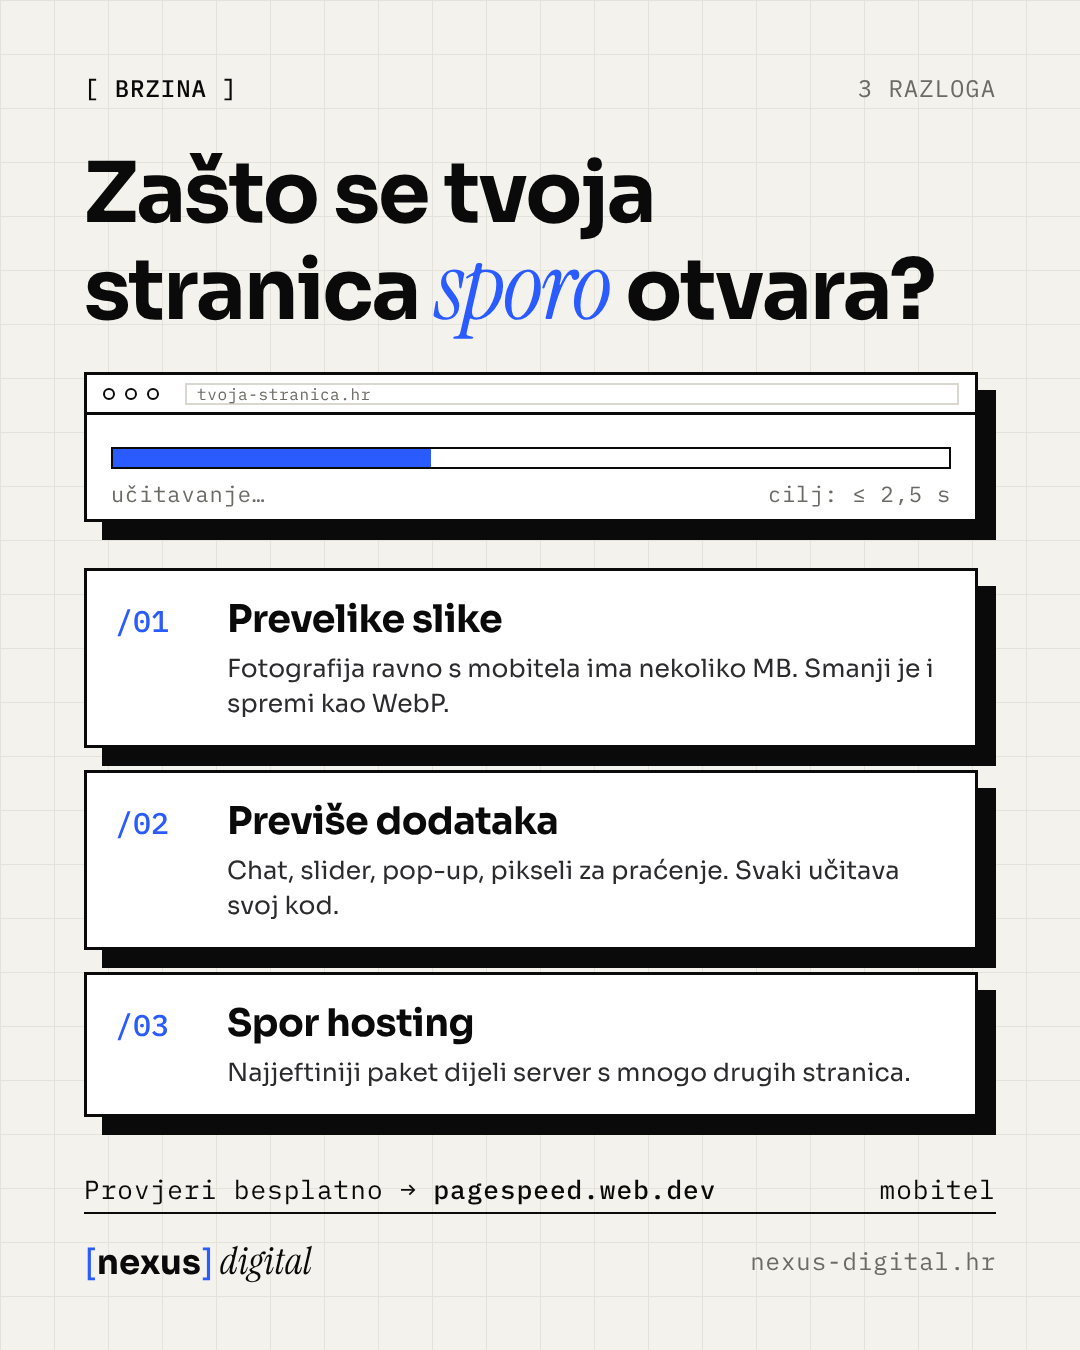 [ BRZINA ]
3 RAZLOGA
Zašto se tvoja
stranica sporo otvara?
tvoja-stranica.hr
učitavanje…
cilj: ≤ 2,5 s
/01
Prevelike slike
Fotografija ravno s mobitela ima nekoliko MB. Smanji je i
spremi kao WebP.
/02
Previše dodataka
Chat, slider, pop-up, pikseli za praćenje. Svaki učitava
svoj kod.
/03
Spor hosting
Najjeftiniji paket dijeli server s mnogo drugih stranica.
Provjeri besplatno → pagespeed.web.dev
mobitel
[nexus] digital
nexus-digital.hr